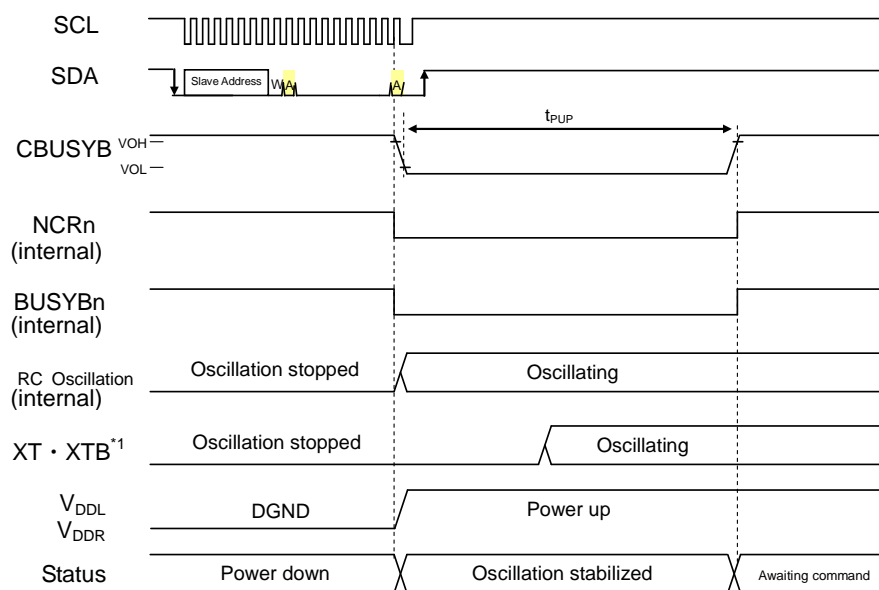 SCL
SDA
Slave Address
W
A
A
tPUP
CBUSYB
VOH
VOL
NCRn
(internal)
BUSYBn
(internal)
RC Oscillation
(internal)
Oscillation stopped
Oscillating
XT・XTB*1
Oscillation stopped
Oscillating
VDDL
VDDR
DGND
Power up
Status
Power down
Oscillation stabilized
Awaiting command